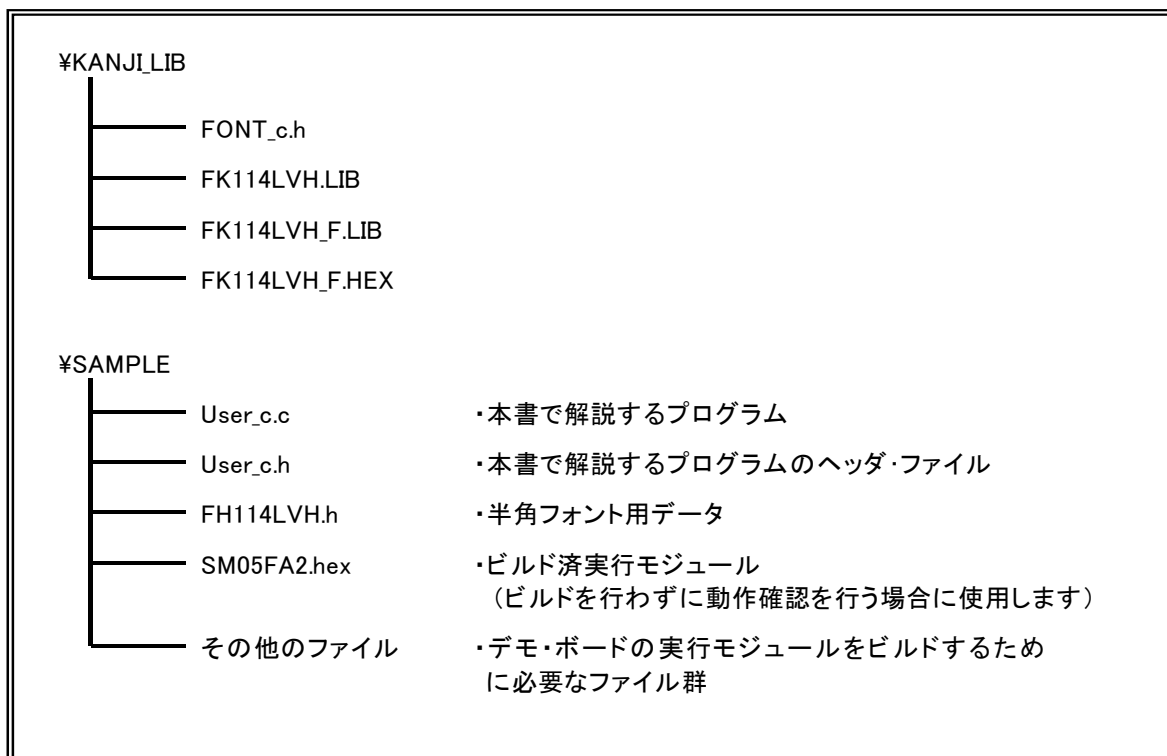 ¥KANJI_LIB
FONT_c.h
FK114LVH.LIB
FK114LVH_F.LIB
FK114LVH_F.HEX
¥SAMPLE
User_c.c ・本書で解説するプログラム
User_c.h ・本書で解説するプログラムのヘッダ・ファイル
FH114LVH.h ・半角フォント用データ
SM05FA2.hex ・ビルド済実行モジュール
（ビルドを行わずに動作確認を行う場合に使用します）
その他のファイル ・デモ・ボードの実行モジュールをビルドするため
に必要なファイル群